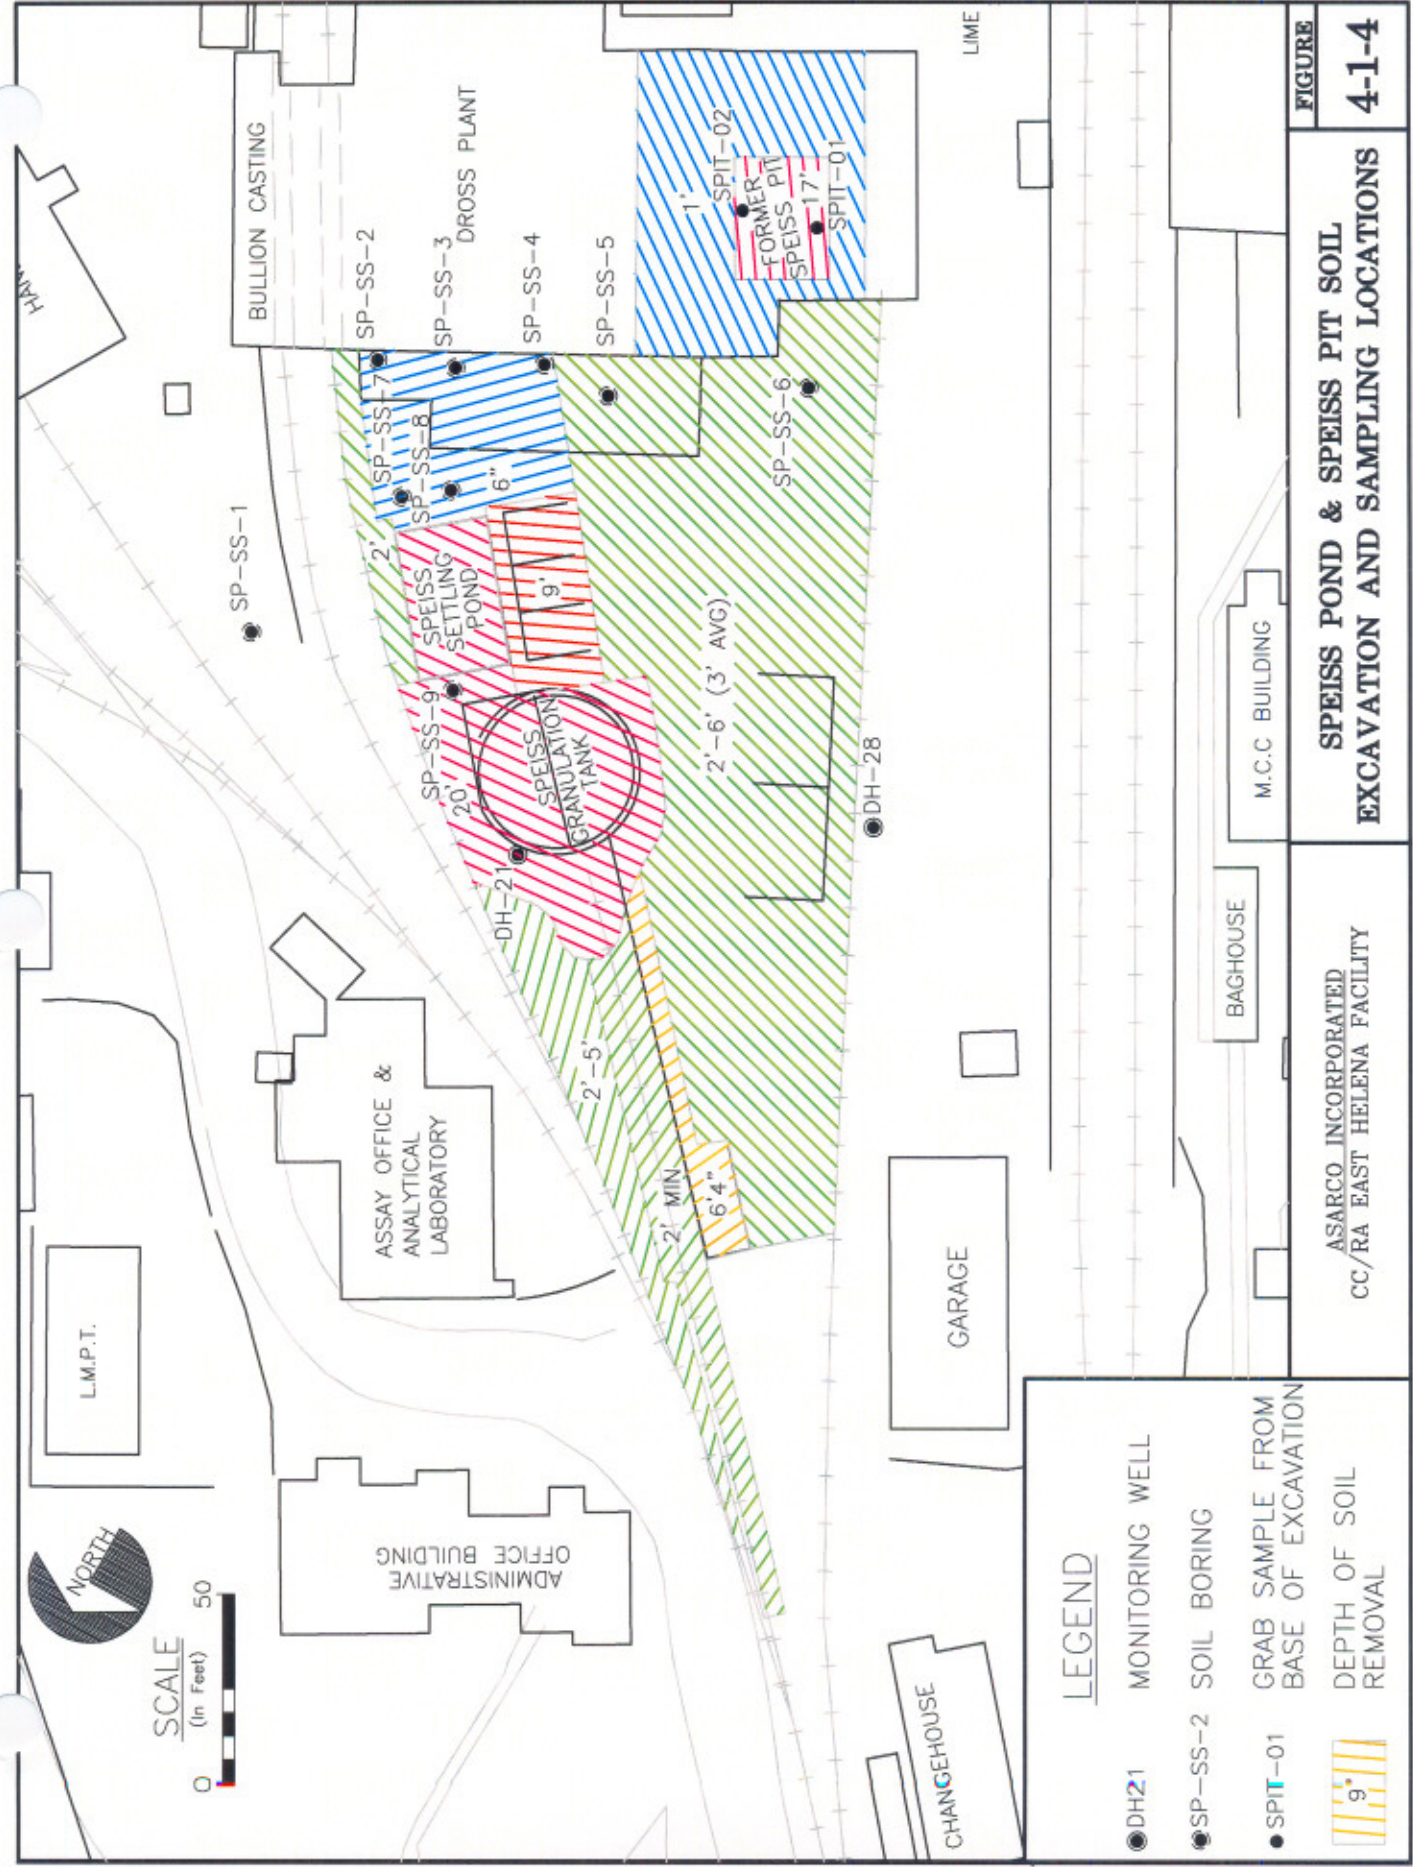 HAW
BULLION CASTING
DROSS PLANT
LIME
SP-SS-1
SP-SS-2
SP-SS-3
SP-SS-4
SP-SS-5
SP-SS-6
SP-SS-7
SP-SS-8
SP-SS-9
1'
SPIT-02
FORMER
SPEISS PIT
17'
SPIT-01
6"
2'
SPEISS
SETTLING
POND
9'
20'
SPEISS
GRANULATION
TANK
DH-21
2'-6' (3' AVG)
DH-28
2'-5'
2' MIN
6'4"
ASSAY OFFICE &
ANALYTICAL
LABORATORY
L.M.P.T.
ADMINISTRATIVE
OFFICE BUILDING
GARAGE
CHANGEHOUSE
BAGHOUSE
M.C.C BUILDING
NORTH
SCALE
(In Feet)
0 50
LEGEND
DH21 MONITORING WELL
SP-SS-2 SOIL BORING
SPIT-01 GRAB SAMPLE FROM
BASE OF EXCAVATION
9" DEPTH OF SOIL
REMOVAL
ASARCO INCORPORATED
CC/RA EAST HELENA FACILITY
SPEISS POND & SPEISS PIT SOIL
EXCAVATION AND SAMPLING LOCATIONS
FIGURE
4-1-4